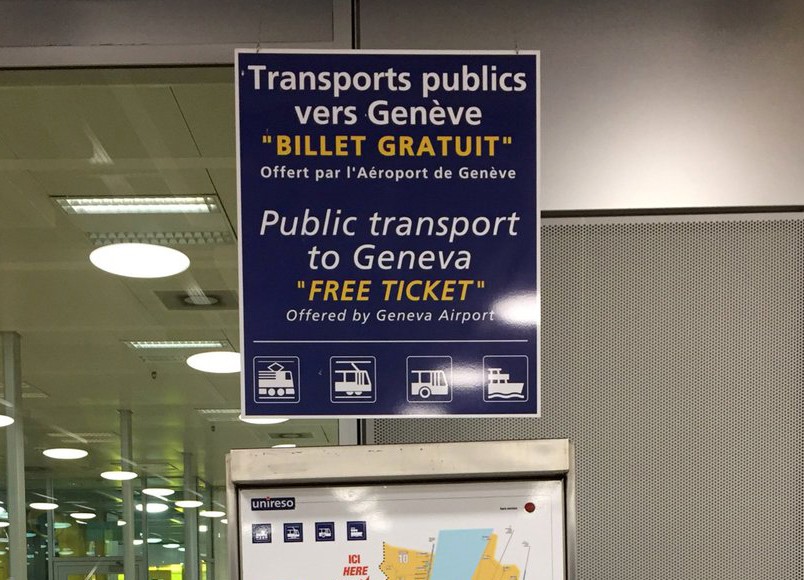 Transports publics
vers Genève
"BILLET GRATUIT"
Offert par l'Aéroport de Genève
Public transport
to Geneva
"FREE TICKET"
Offered by Geneva Airport
unireso
ICI
HERE
10